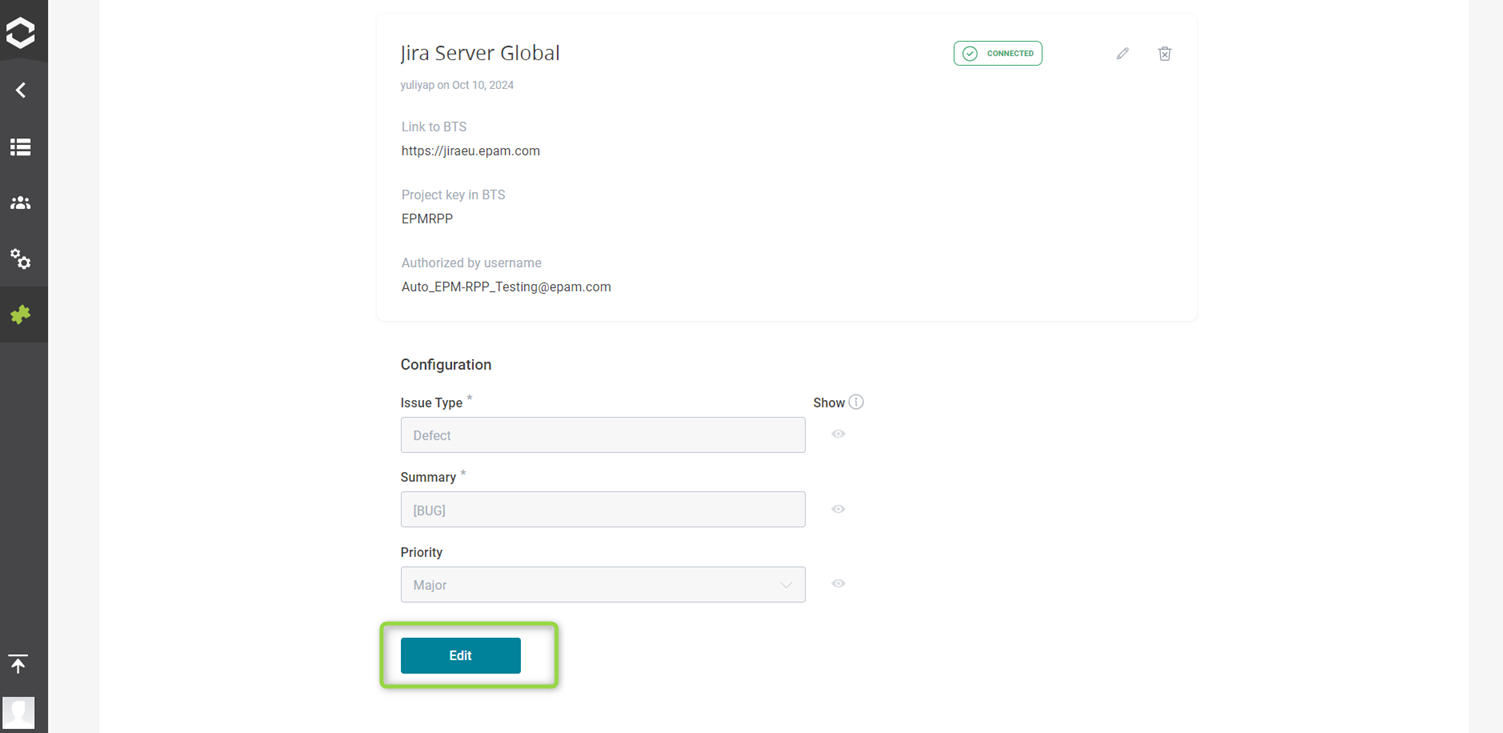 Jira Server Global
CONNECTED
yuliyap on Oct 10, 2024
Link to BTS
https://jiraeu.epam.com
Project key in BTS
EPMRPP
Authorized by username
Auto_EPM-RPP_Testing@epam.com
Configuration
Issue Type *
Show
Defect
Summary *
[BUG]
Priority
Major
Edit